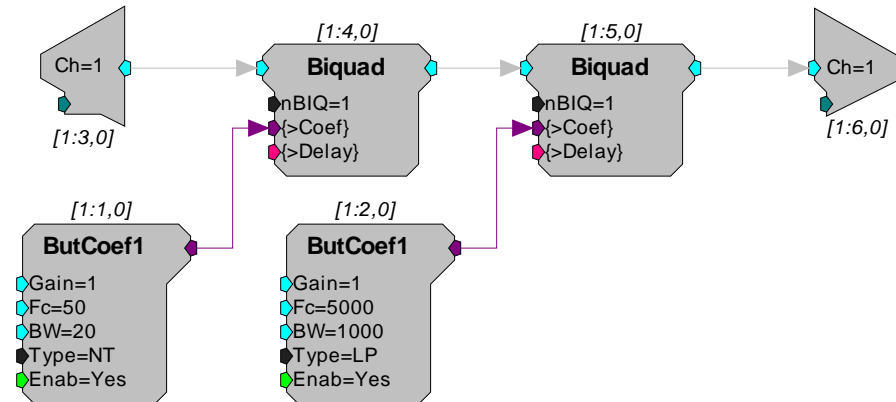 Ch=1
[1:3,0]
[1:4,0]
Biquad
nBIQ=1
{>Coef}
{>Delay}
[1:5,0]
Biquad
nBIQ=1
{>Coef}
{>Delay}
Ch=1
[1:6,0]
[1:1,0]
ButCoef1
Gain=1
Fc=50
BW=20
Type=NT
Enab=Yes
[1:2,0]
ButCoef1
Gain=1
Fc=5000
BW=1000
Type=LP
Enab=Yes